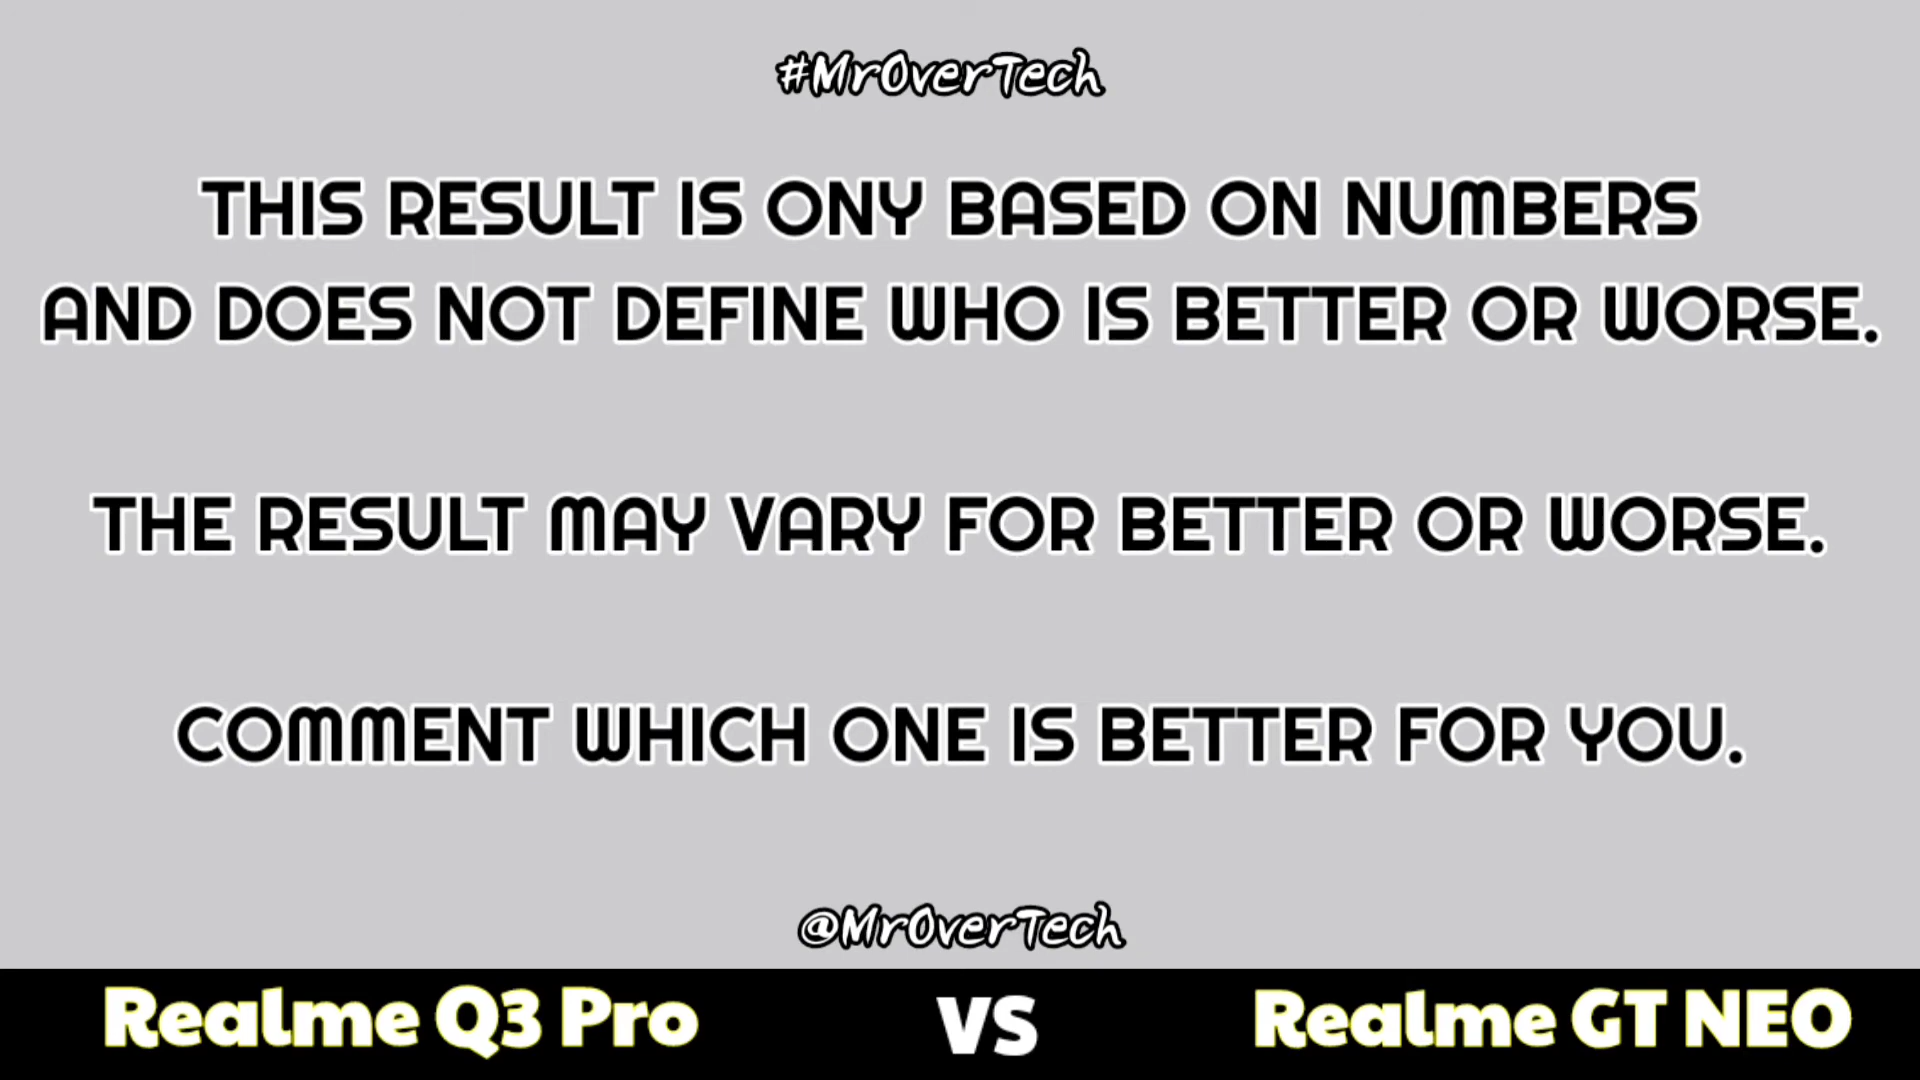 #MrOverTech
THIS RESULT IS ONY BASED ON NUMBERS
AND DOES NOT DEFINE WHO IS BETTER OR WORSE.
THE RESULT MAY VARY FOR BETTER OR WORSE.
COMMENT WHICH ONE IS BETTER FOR YOU.
@MrOverTech
Realme Q3 Pro VS Realme GT NEO